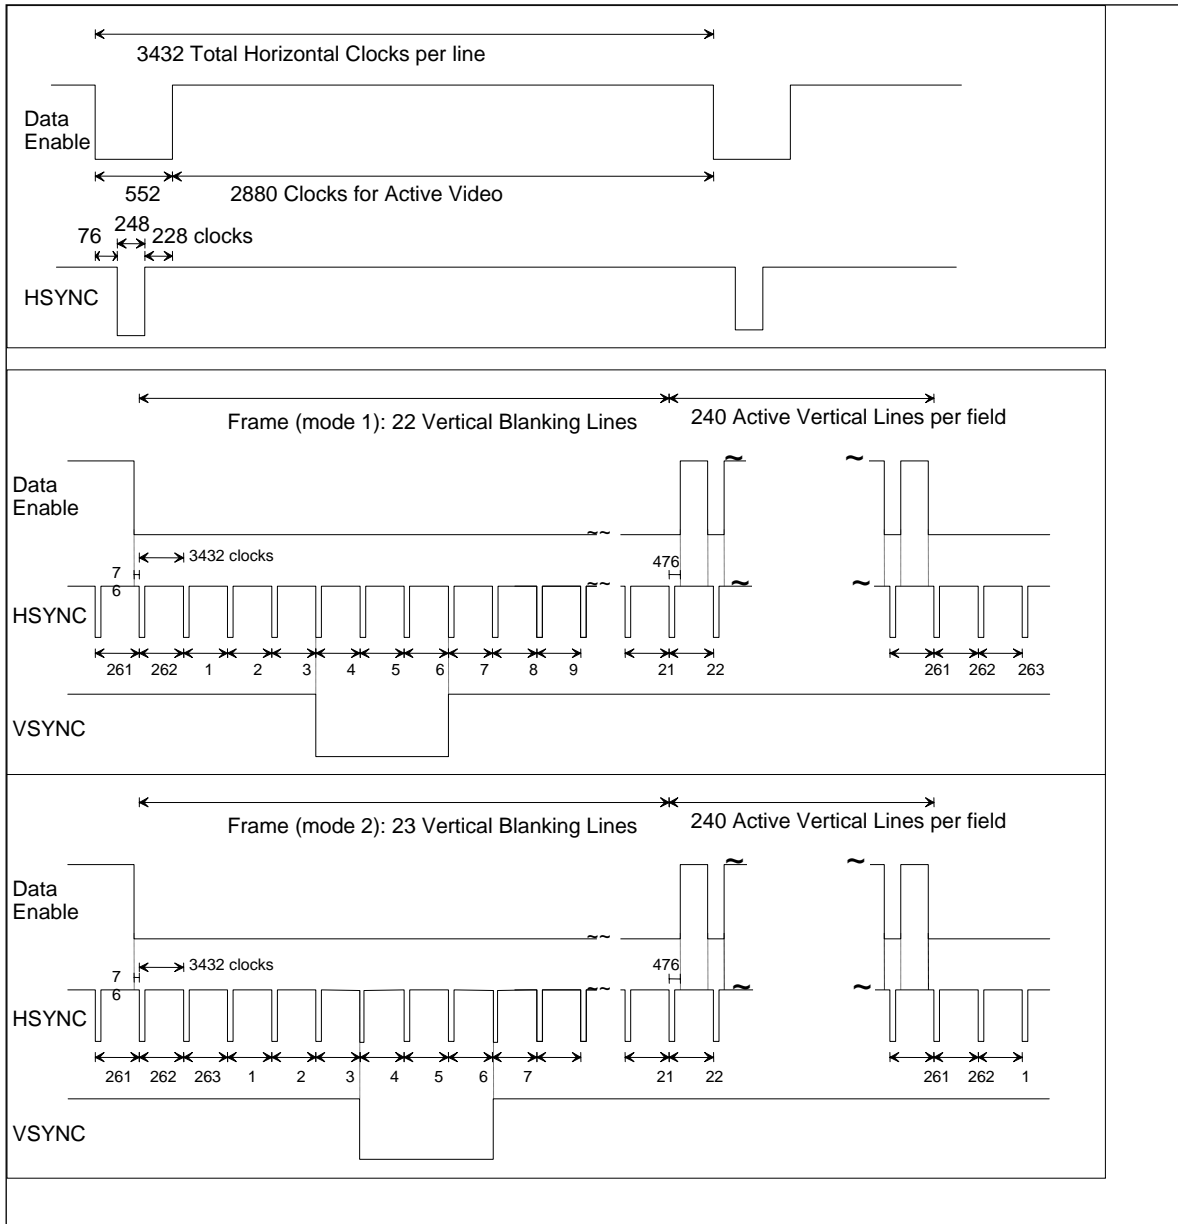 3432 Total Horizontal Clocks per line
Data
Enable
552
2880 Clocks for Active Video
248
76
228 clocks
HSYNC
Frame (mode 1): 22 Vertical Blanking Lines
240 Active Vertical Lines per field
Data
Enable
~
~
~~
3432 clocks
7
6
476
~~
~
~
HSYNC
261 262 1 2 3 4 5 6 7 8 9 21 22 261 262 263
VSYNC
Frame (mode 2): 23 Vertical Blanking Lines
240 Active Vertical Lines per field
Data
Enable
~
~
~~
3432 clocks
7
6
476
~~
~
~
HSYNC
261 262 263 1 2 3 4 5 6 7 21 22 261 262 1
VSYNC